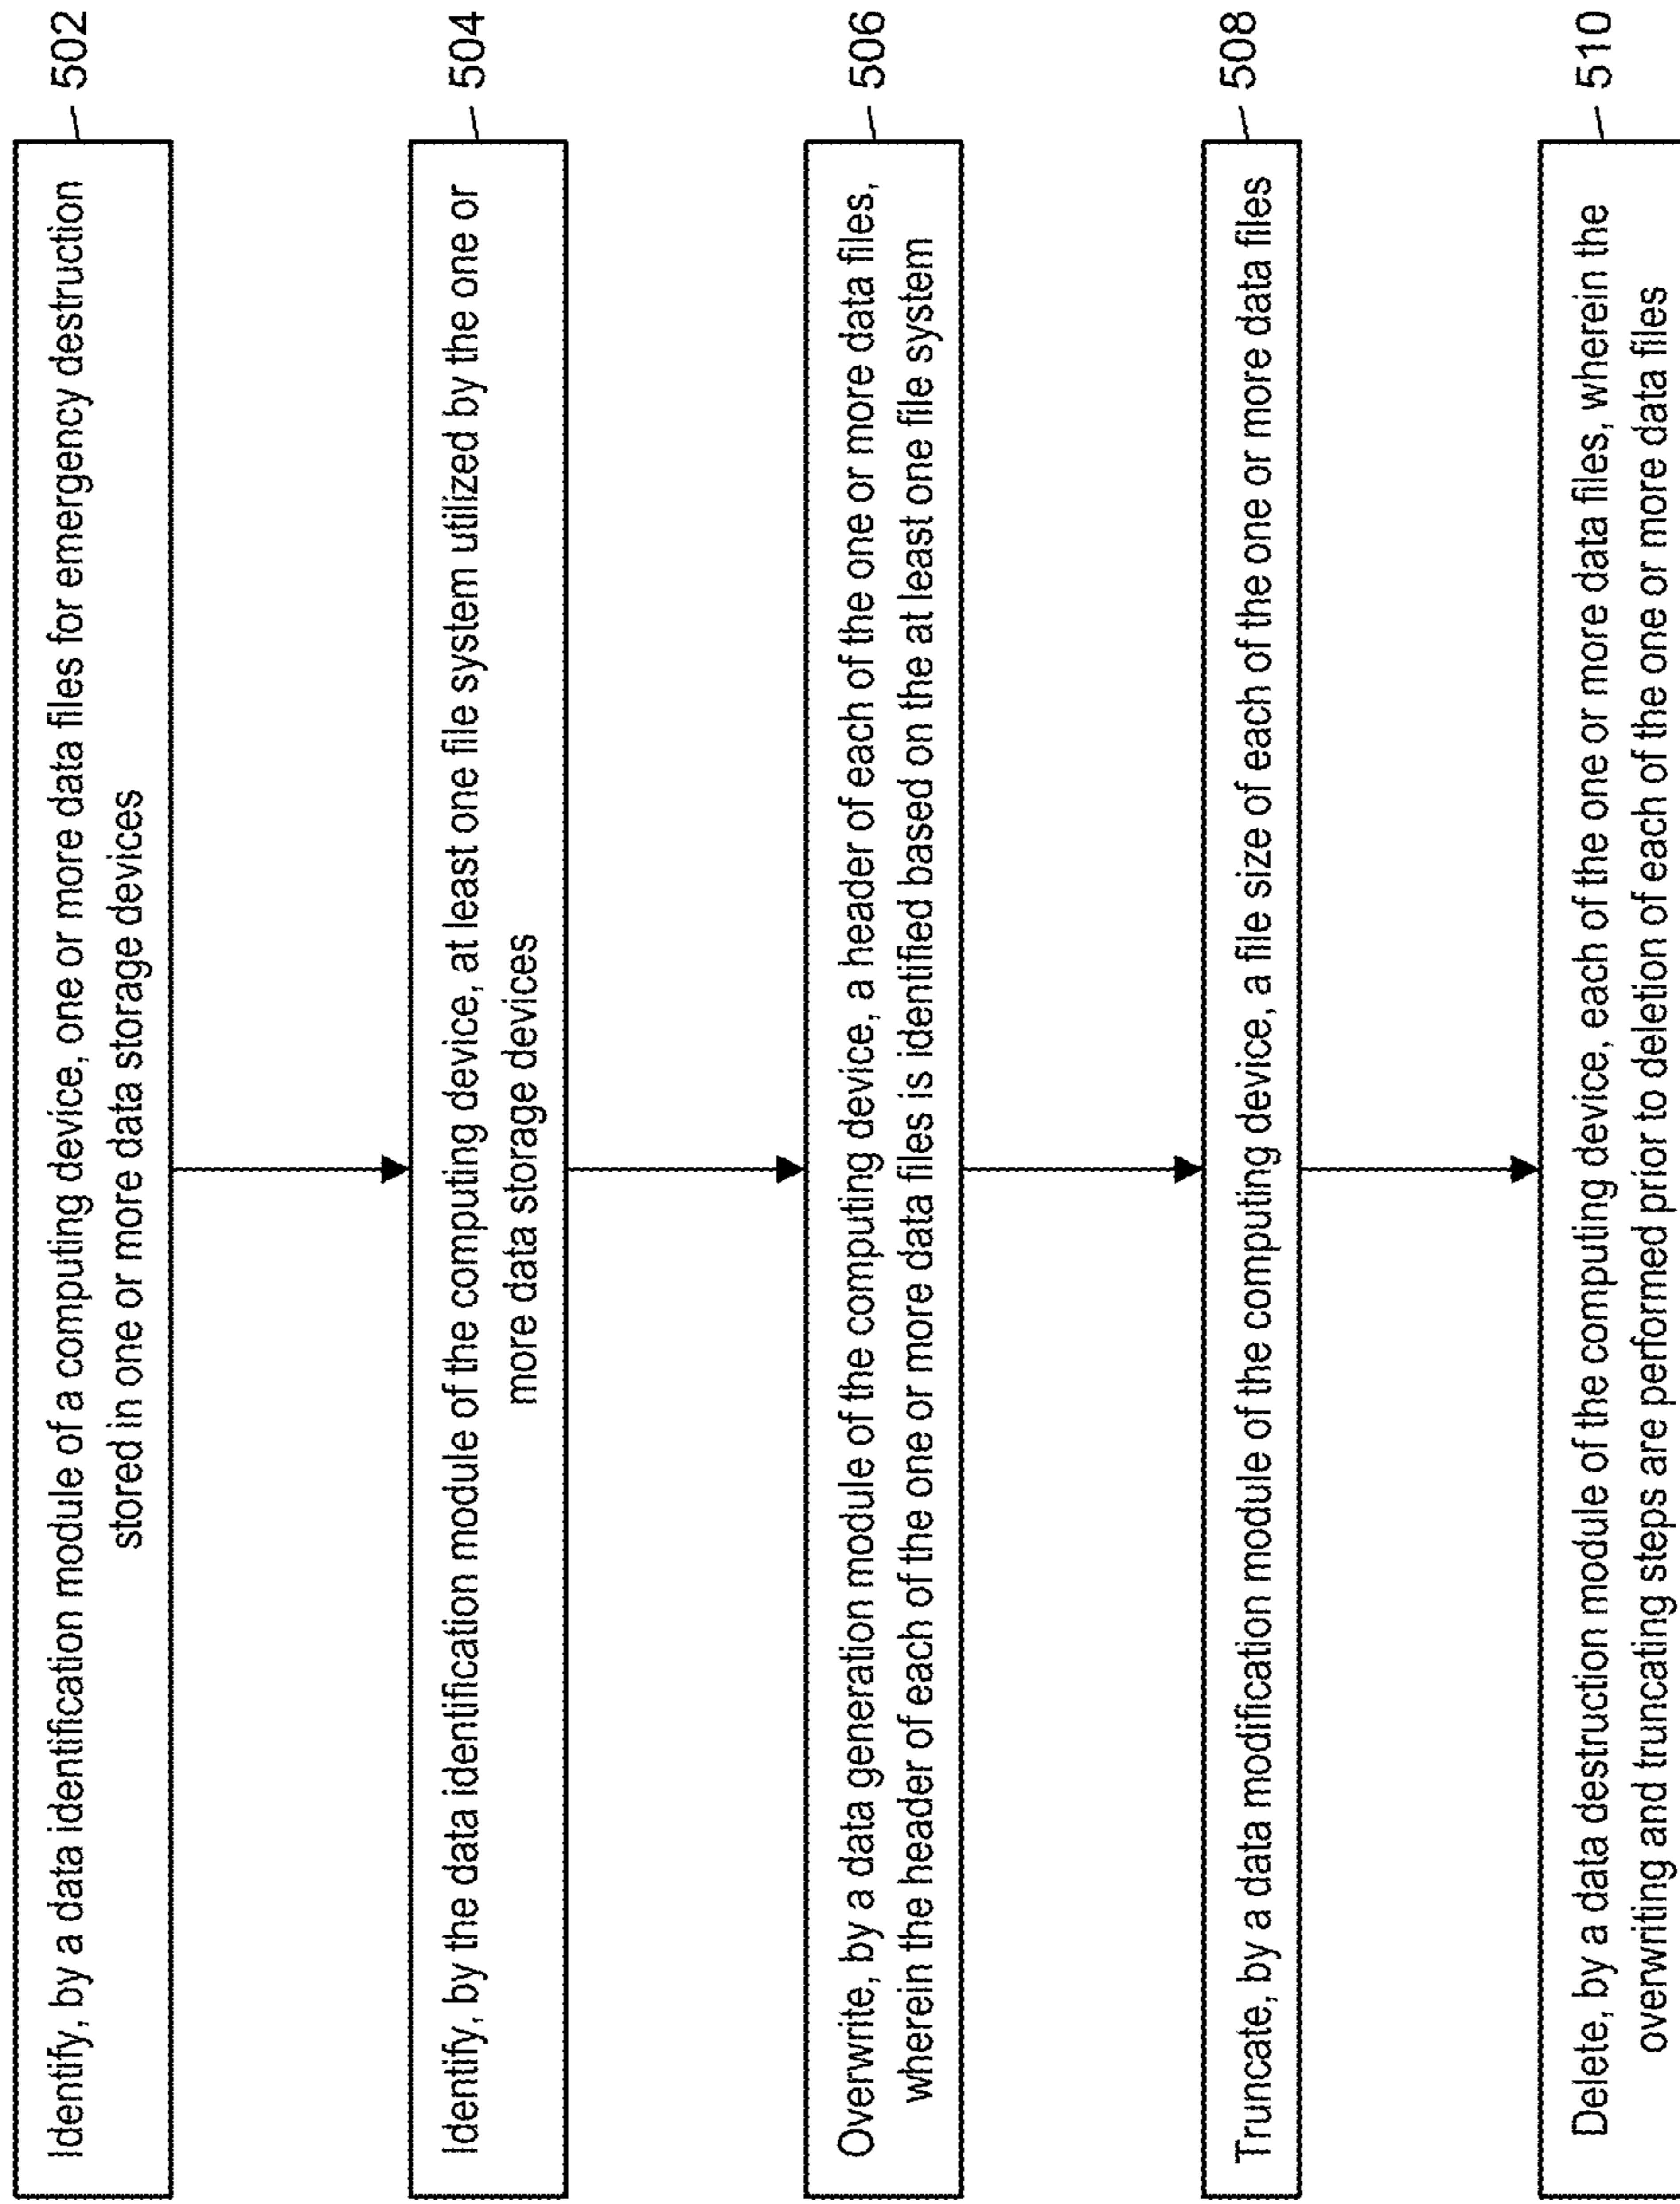 Identify, by a data identification module of a computing device, one or more data files for emergency destruction
stored in one or more data storage devices
502
Identify, by the data identification module of the computing device, at least one file system utilized by the one or
more data storage devices
504
Overwrite, by a data generation module of the computing device, a header of each of the one or more data files,
wherein the header of each of the one or more data files is identified based on the at least one file system
506
Truncate, by a data modification module of the computing device, a file size of each of the one or more data files
508
Delete, by a data destruction module of the computing device, each of the one or more data files, wherein the
overwriting and truncating steps are performed prior to deletion of each of the one or more data files
510